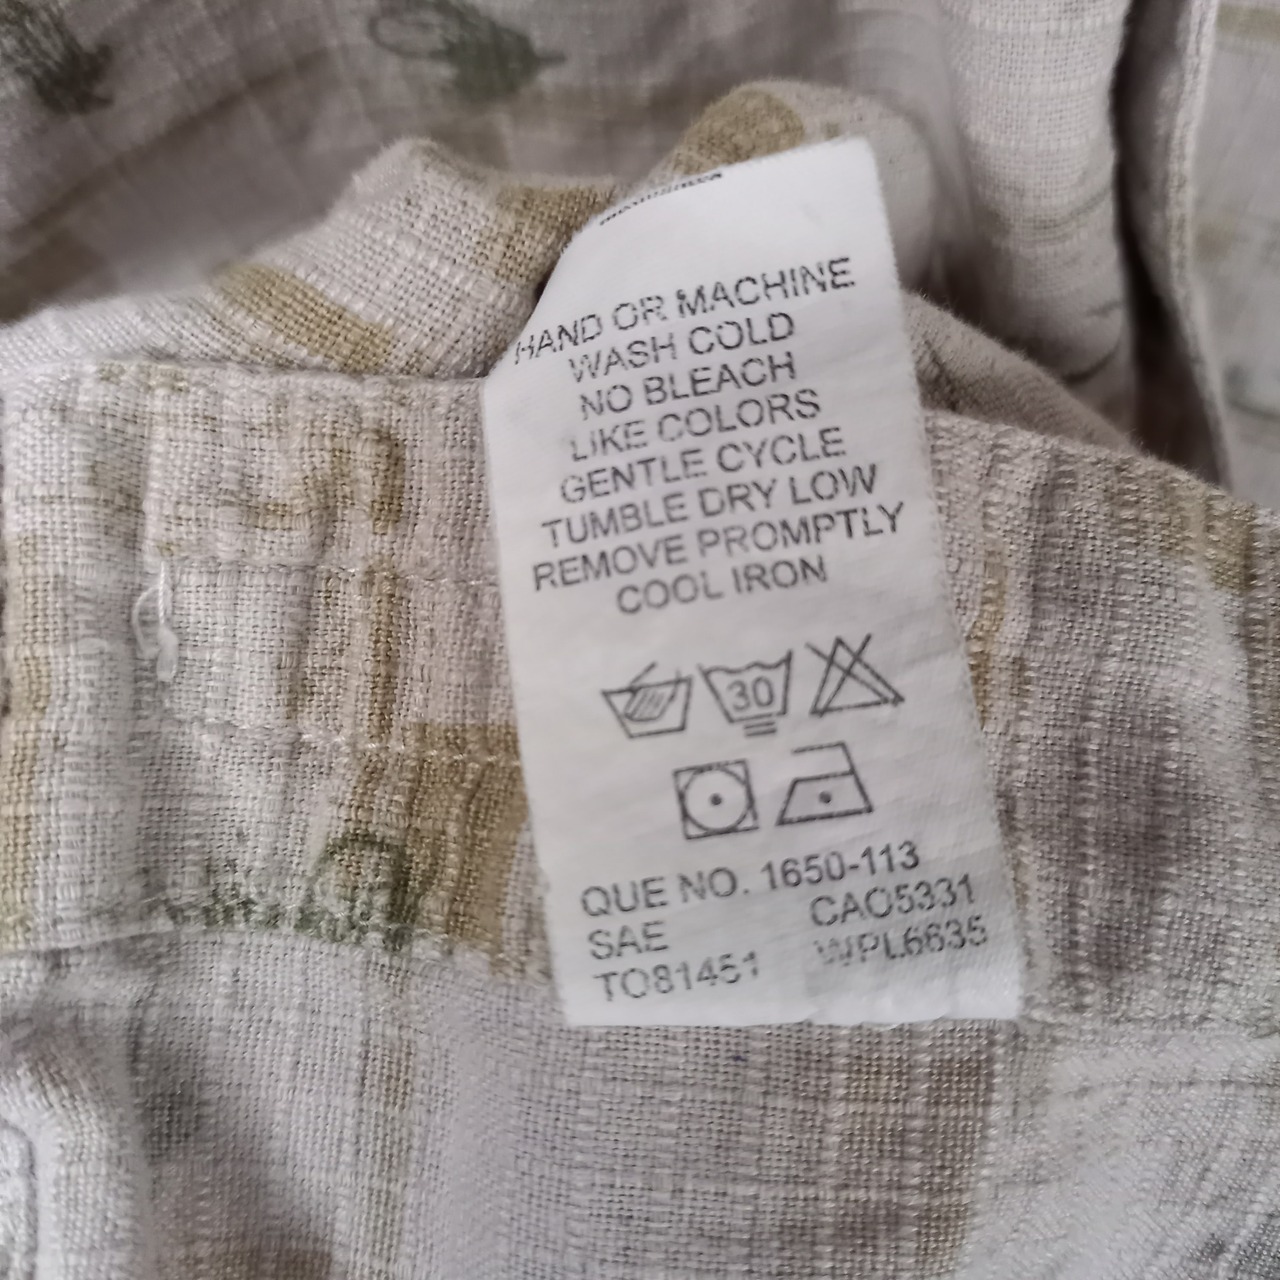 HAND OR MACHINE
WASH COLD
NO BLEACH
LIKE COLORS
GENTLE CYCLE
TUMBLE DRY LOW
REMOVE PROMPTLY
COOL IRON
30
QUE NO. 1650-113
SAE CAO5331
TO81451 WPL6635